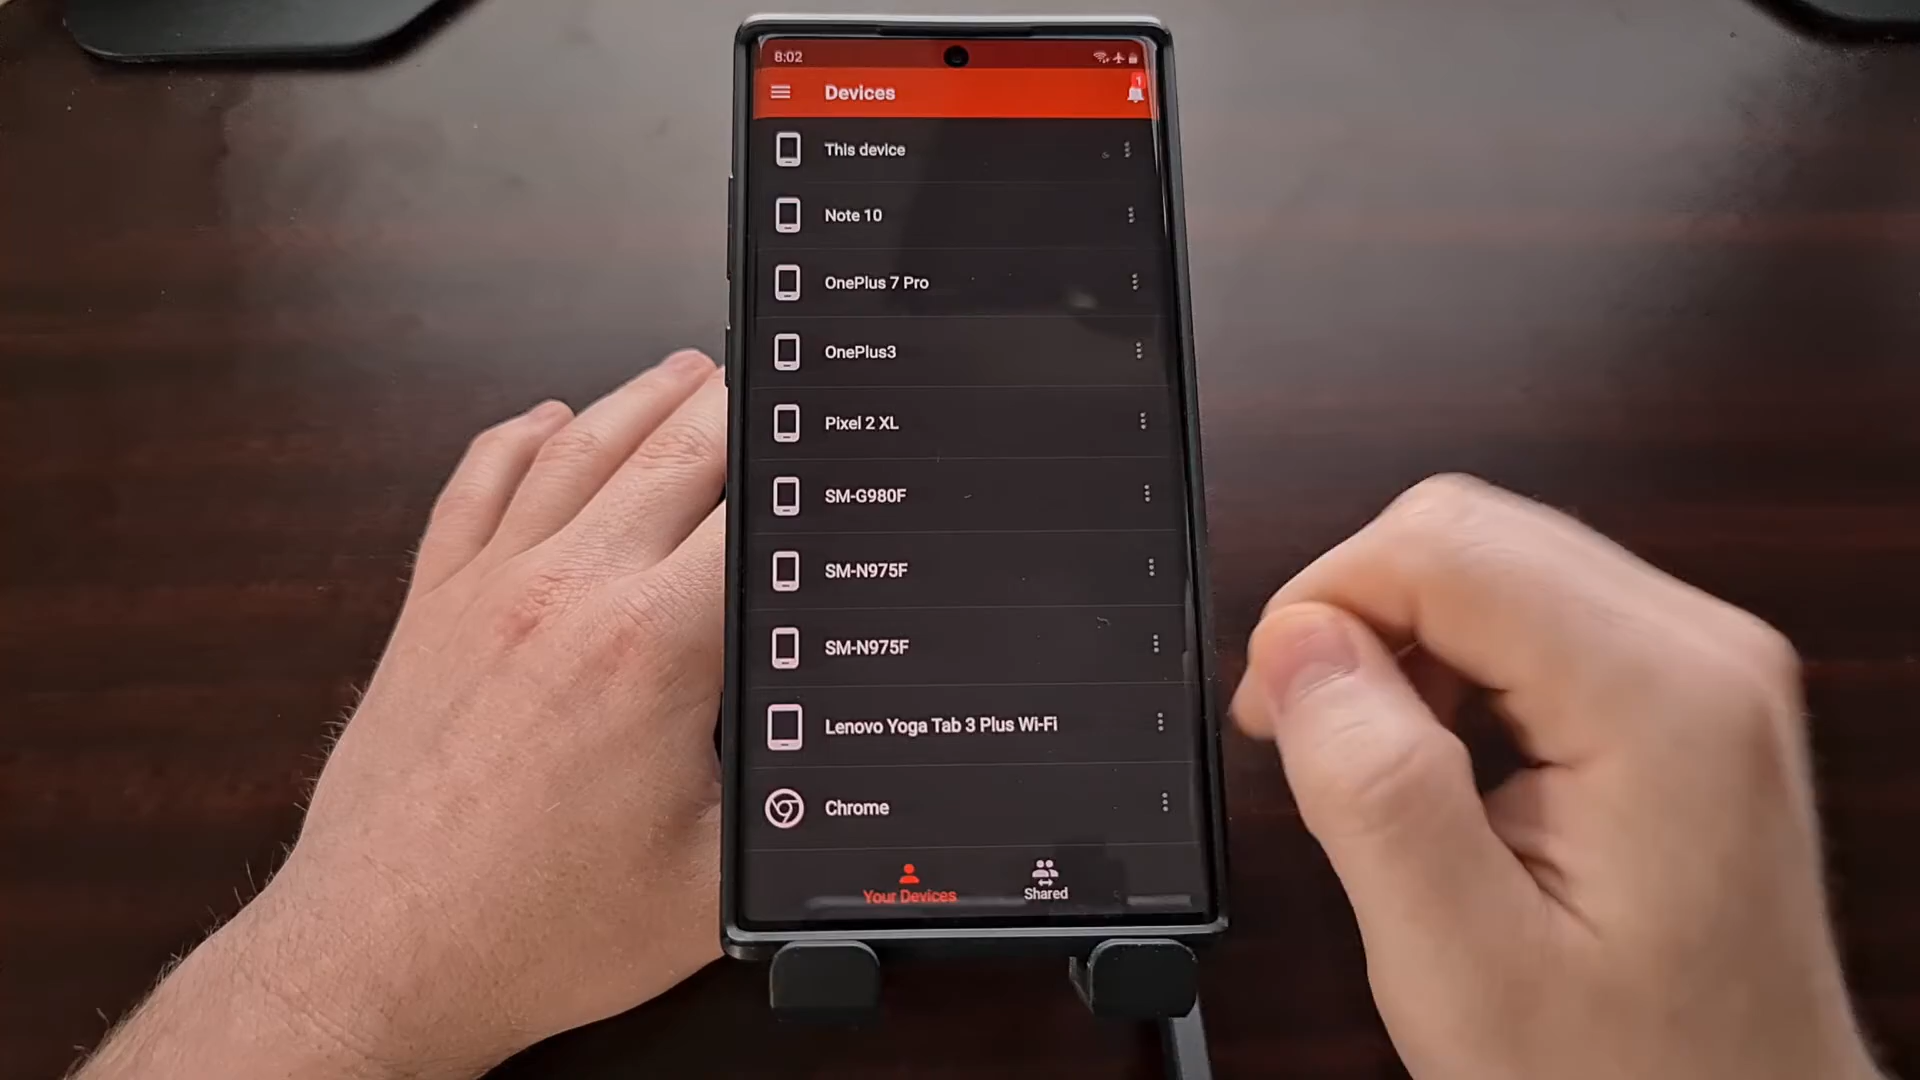 8:02
Devices
1
This device
Note 10
OnePlus 7 Pro
OnePlus3
Pixel 2 XL
SM-G980F
SM-N975F
SM-N975F
Lenovo Yoga Tab 3 Plus Wi-Fi
Chrome
Your Devices
Shared